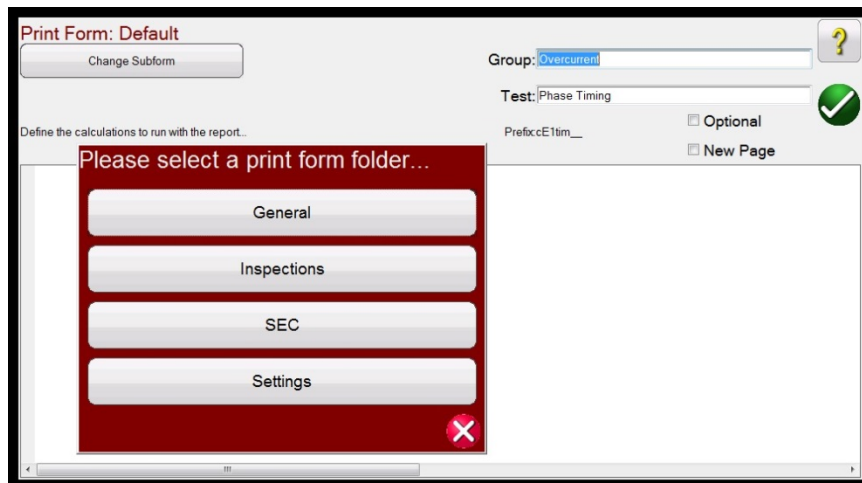 Print Form: Default
Change Subform
Group: Overcurrent
Test: Phase Timing
Define the calculations to run with the report...
Prefix:cE1tim__
Optional
New Page
Please select a print form folder...
General
Inspections
SEC
Settings